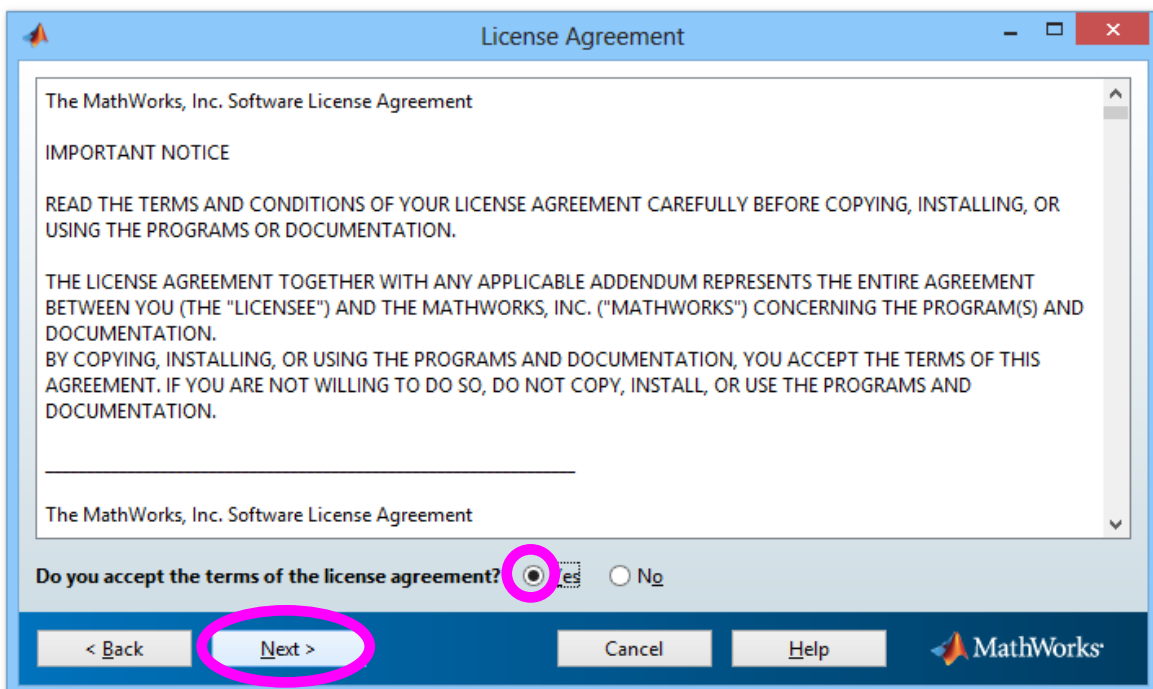 License Agreement
The MathWorks, Inc. Software License Agreement
IMPORTANT NOTICE
READ THE TERMS AND CONDITIONS OF YOUR LICENSE AGREEMENT CAREFULLY BEFORE COPYING, INSTALLING, OR
USING THE PROGRAMS OR DOCUMENTATION.
THE LICENSE AGREEMENT TOGETHER WITH ANY APPLICABLE ADDENDUM REPRESENTS THE ENTIRE AGREEMENT
BETWEEN YOU (THE "LICENSEE") AND THE MATHWORKS, INC. ("MATHWORKS") CONCERNING THE PROGRAM(S) AND
DOCUMENTATION.
BY COPYING, INSTALLING, OR USING THE PROGRAMS AND DOCUMENTATION, YOU ACCEPT THE TERMS OF THIS
AGREEMENT. IF YOU ARE NOT WILLING TO DO SO, DO NOT COPY, INSTALL, OR USE THE PROGRAMS AND
DOCUMENTATION.
The MathWorks, Inc. Software License Agreement
Do you accept the terms of the license agreement? Yes No
< Back Next > Cancel Help MathWorks